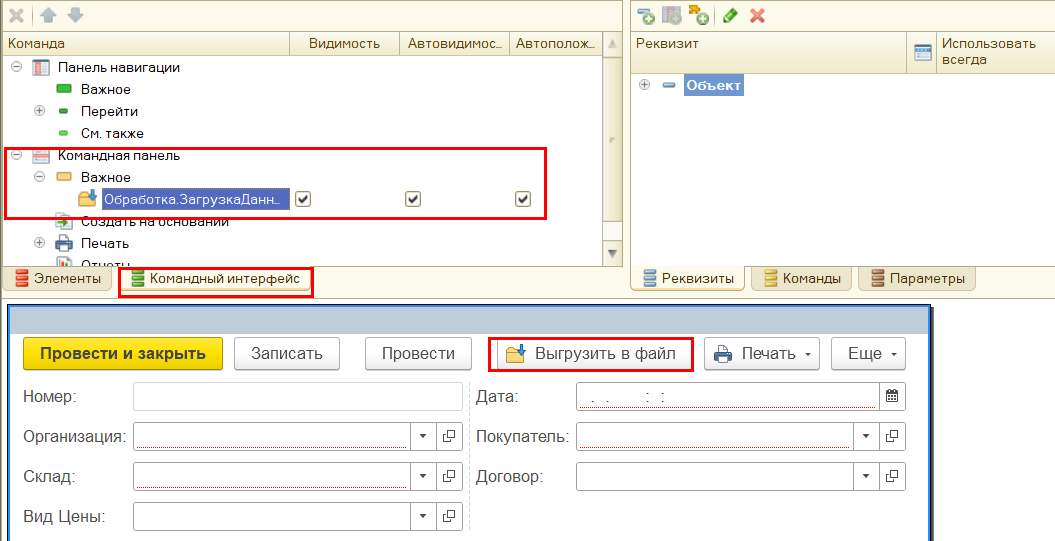 Команда Видимость Автовидимос... Автополож...
Панель навигации
Важное
Перейти
См. также
Командная панель
Важное
Обработка.ЗагрузкаДанн...
Создать на основании
Печать
Отчеты
Элементы Командный интерфейс
Реквизит Использовать всегда
Объект
Реквизиты Команды Параметры
Провести и закрыть Записать Провести Выгрузить в файл Печать Еще
Номер: Дата: . . : :
Организация: Покупатель:
Склад: Договор:
Вид Цены: